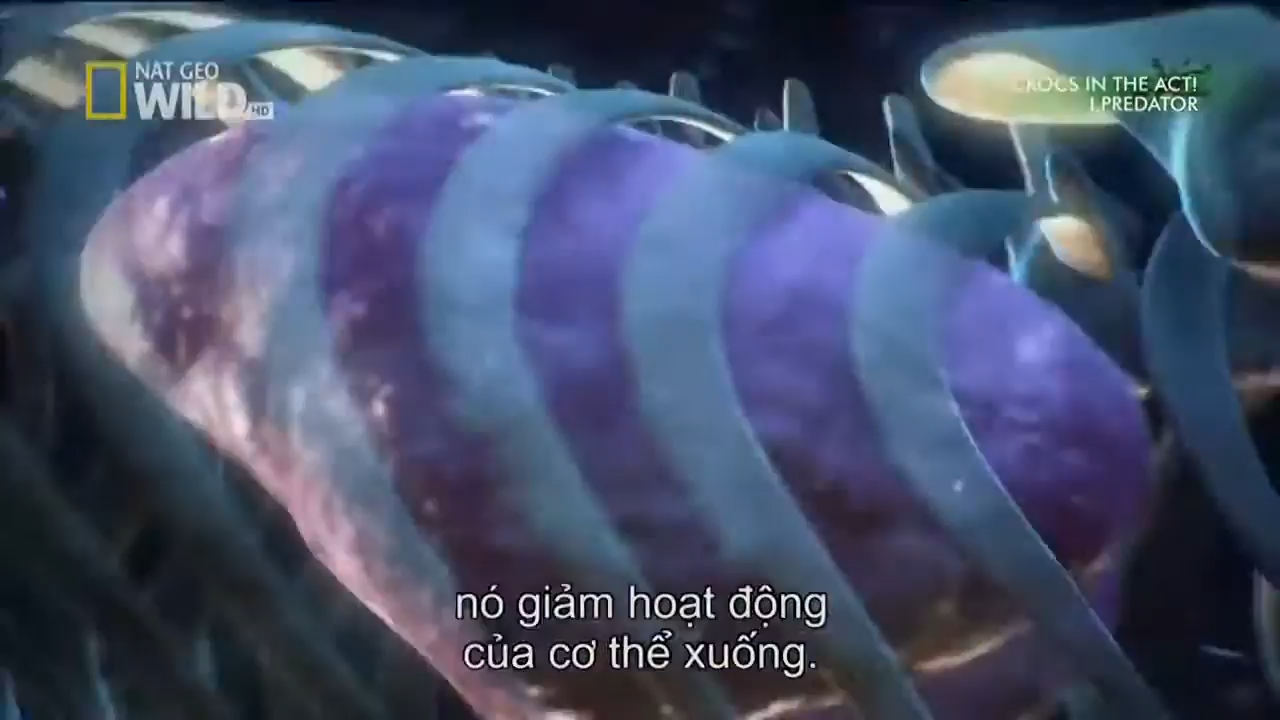 NAT GEO
WILD HD
CROCS IN THE ACT!
I, PREDATOR
nó giảm hoạt động
của cơ thể xuống.